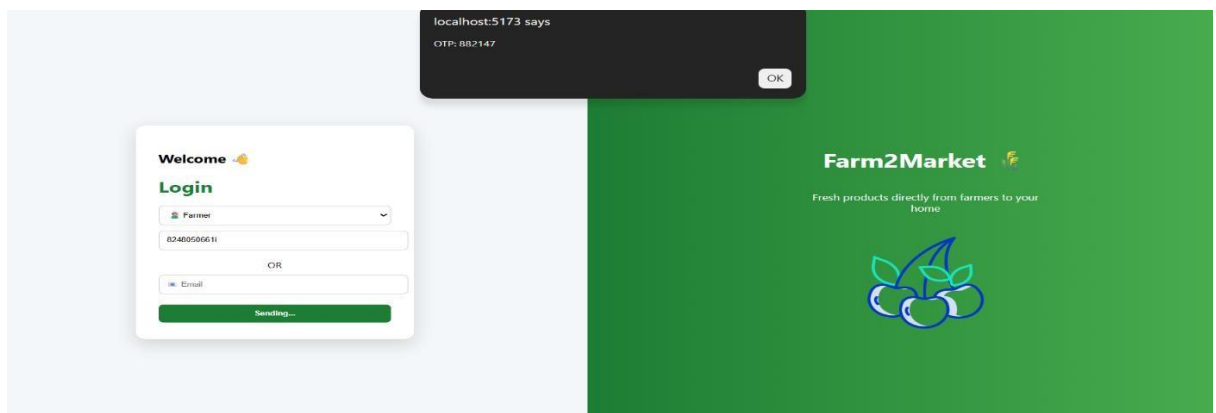 localhost:5173 says
OTP: 882147
OK
Welcome
Login
Farmer
8248050661i
OR
Email
Sending...
Farm2Market
Fresh products directly from farmers to your
home